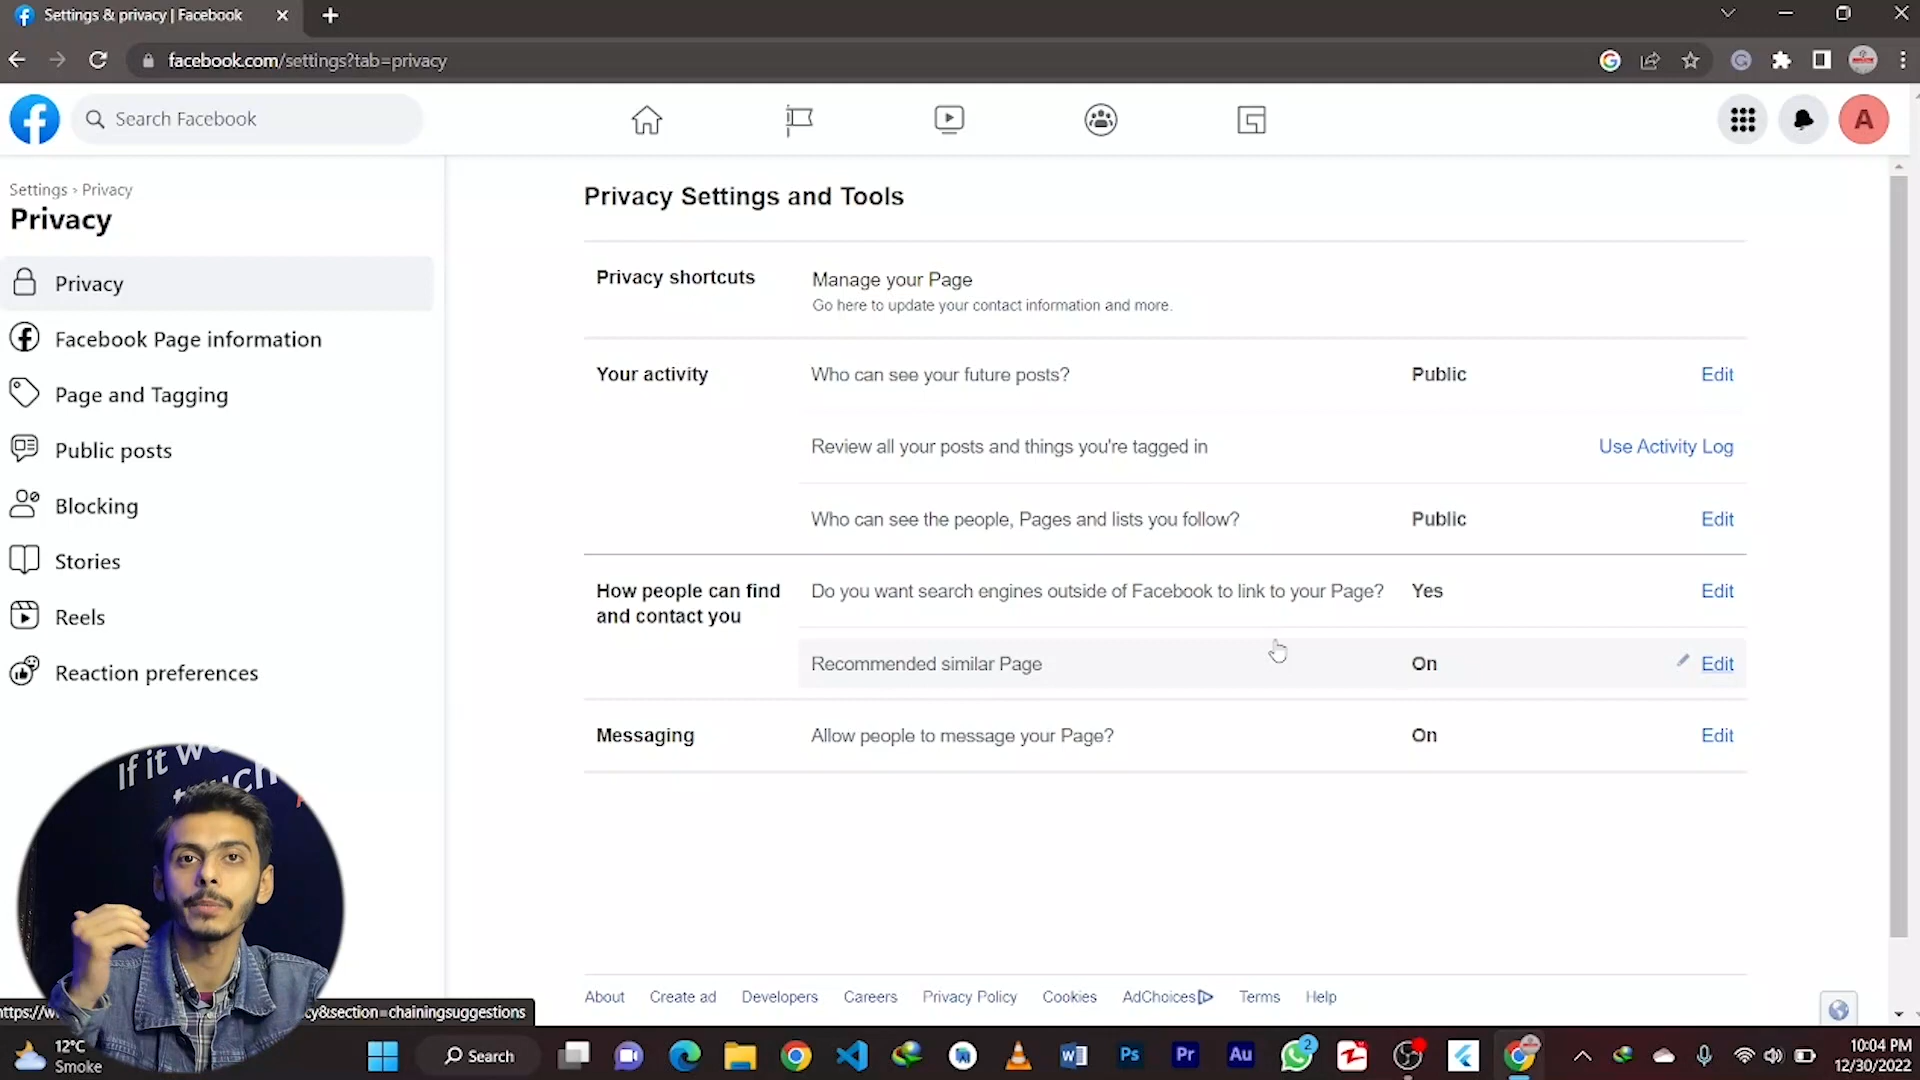 Settings & privacy | Facebook
facebook.com/settings?tab=privacy
Search Facebook
A
Settings › Privacy
Privacy
Privacy
Facebook Page information
Page and Tagging
Public posts
Blocking
Stories
Reels
Reaction preferences
Privacy Settings and Tools
Privacy shortcuts
Manage your Page
Go here to update your contact information and more.
Your activity
Who can see your future posts?
Public
Edit
Review all your posts and things you're tagged in
Use Activity Log
Who can see the people, Pages and lists you follow?
Public
Edit
How people can find
and contact you
Do you want search engines outside of Facebook to link to your Page?
Yes
Edit
Recommended similar Page
On
Edit
Messaging
Allow people to message your Page?
On
Edit
If it
About
Create ad
Developers
Careers
Privacy Policy
Cookies
AdChoices
Terms
Help
https://w
cy&section=chainingsuggestions
12°C
Smoke
Search
W
Ps
Pr
Au
2
10:04 PM
12/30/2022